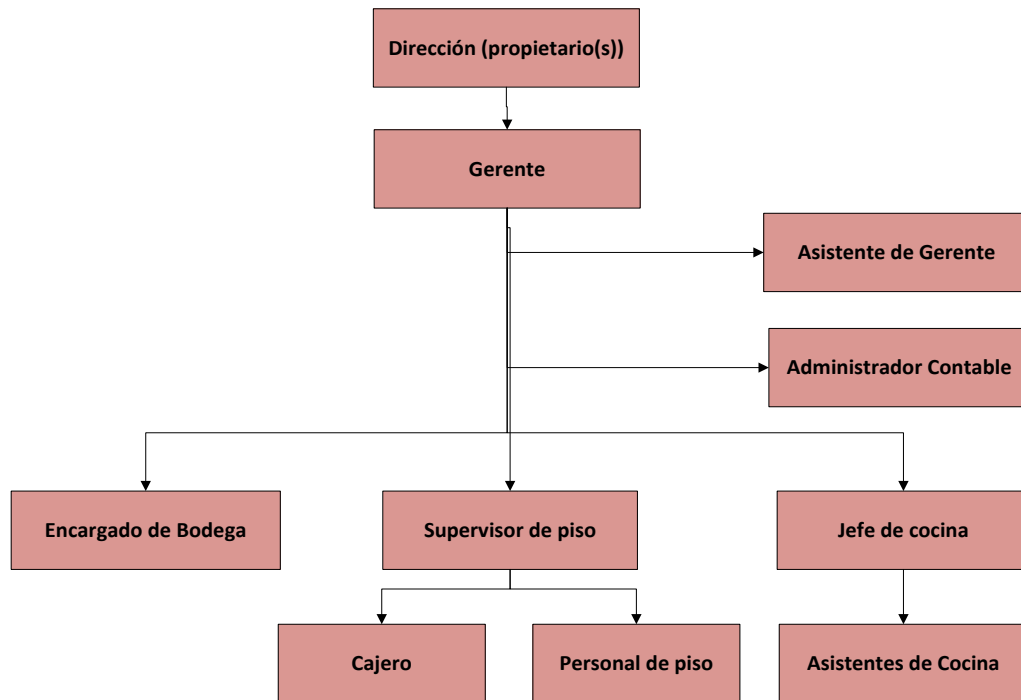 Dirección (propietario(s))
Gerente
Asistente de Gerente
Administrador Contable
Encargado de Bodega
Supervisor de piso
Jefe de cocina
Cajero
Personal de piso
Asistentes de Cocina